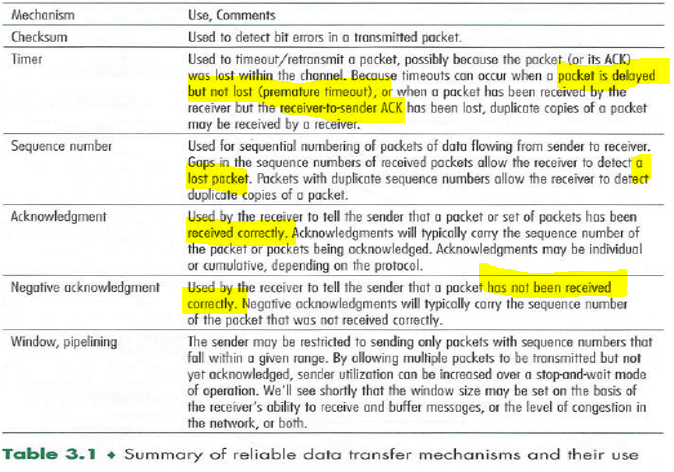 Mechanism Use, Comments
Checksum Used to detect bit errors in a transmitted packet.
Timer Used to timeout/retransmit a packet, possibly because the packet (or its ACK)
was lost within the channel. Because timeouts can occur when a packet is delayed
but not lost (premature timeout), or when a packet has been received by the
receiver but the receiver-to-sender ACK has been lost, duplicate copies of a packet
may be received by a receiver.
Sequence number Used for sequential numbering of packets of data flowing from sender to receiver.
Gaps in the sequence numbers of received packets allow the receiver to detect a
lost packet. Packets with duplicate sequence numbers allow the receiver to detect
duplicate copies of a packet.
Acknowledgment Used by the receiver to tell the sender that a packet or set of packets has been
received correctly. Acknowledgments will typically carry the sequence number of
the packet or packets being acknowledged. Acknowledgments may be individual
or cumulative, depending on the protocol.
Negative acknowledgment Used by the receiver to tell the sender that a packet has not been received
correctly. Negative acknowledgments will typically carry the sequence number
of the packet that was not received correctly.
Window, pipelining The sender may be restricted to sending only packets with sequence numbers that
fall within a given range. By allowing multiple packets to be transmitted but not
yet acknowledged, sender utilization can be increased over a stop-and-wait mode
of operation. We'll see shortly that the window size may be set on the basis of
the receiver's ability to receive and buffer messages, or the level of congestion in
the network, or both.
Table 3.1 ♦ Summary of reliable data transfer mechanisms and their use